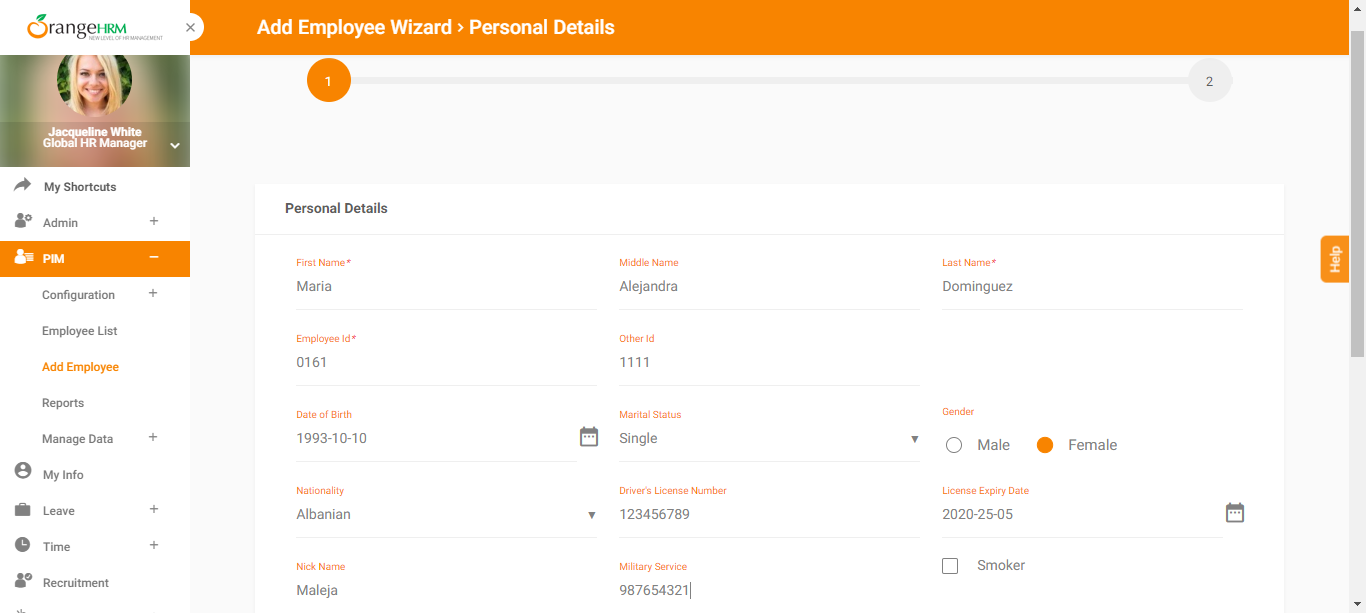 OrangeHRM
NEW LEVEL OF HR MANAGEMENT
Add Employee Wizard › Personal Details
1
2
Jacqueline White
Global HR Manager
My Shortcuts
Admin
PIM
Configuration
Employee List
Add Employee
Reports
Manage Data
My Info
Leave
Time
Recruitment
Personal Details
First Name*
Middle Name
Last Name*
Maria
Alejandra
Dominguez
Employee Id*
Other Id
0161
1111
Date of Birth
Marital Status
Gender
1993-10-10
Single
Male
Female
Nationality
Driver's License Number
License Expiry Date
Albanian
123456789
2020-25-05
Nick Name
Military Service
Smoker
Maleja
987654321
Help